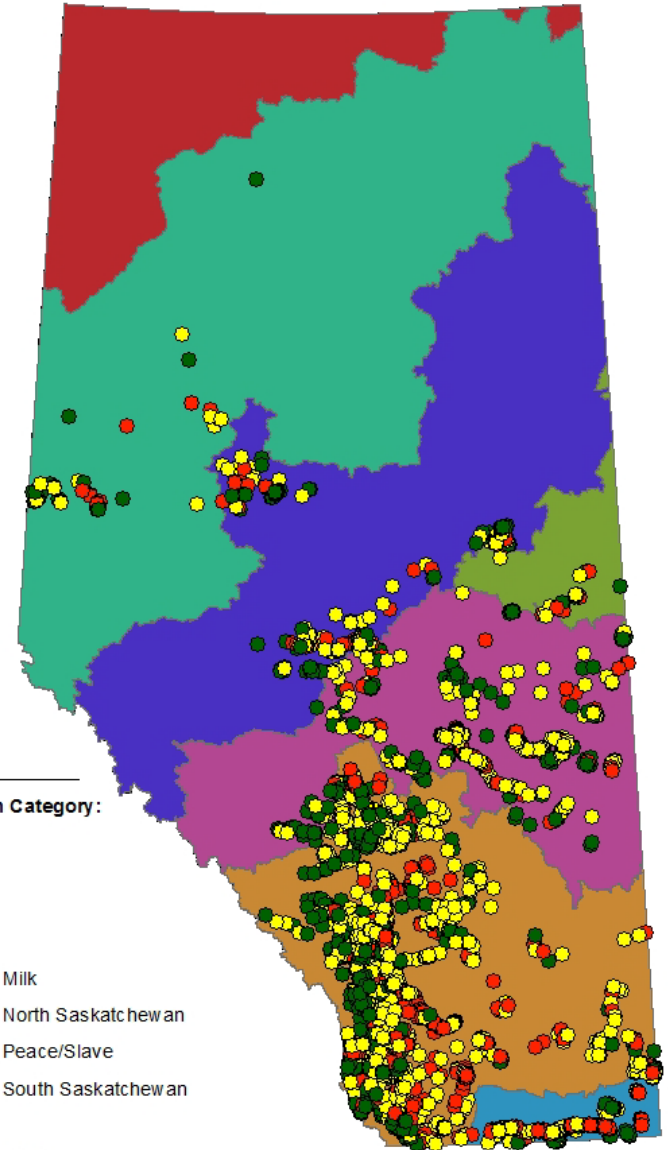 n Category:
Milk
North Saskatchewan
Peace/Slave
South Saskatchewan